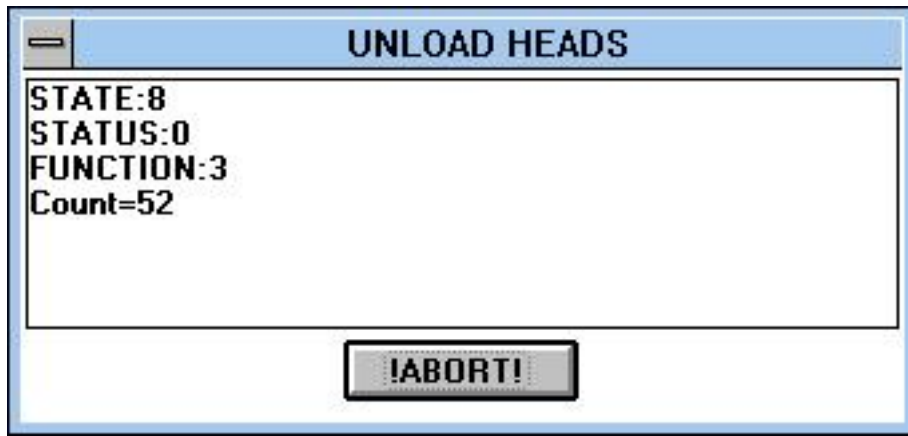 UNLOAD HEADS
STATE:8
STATUS:0
FUNCTION:3
Count=52
!ABORT!